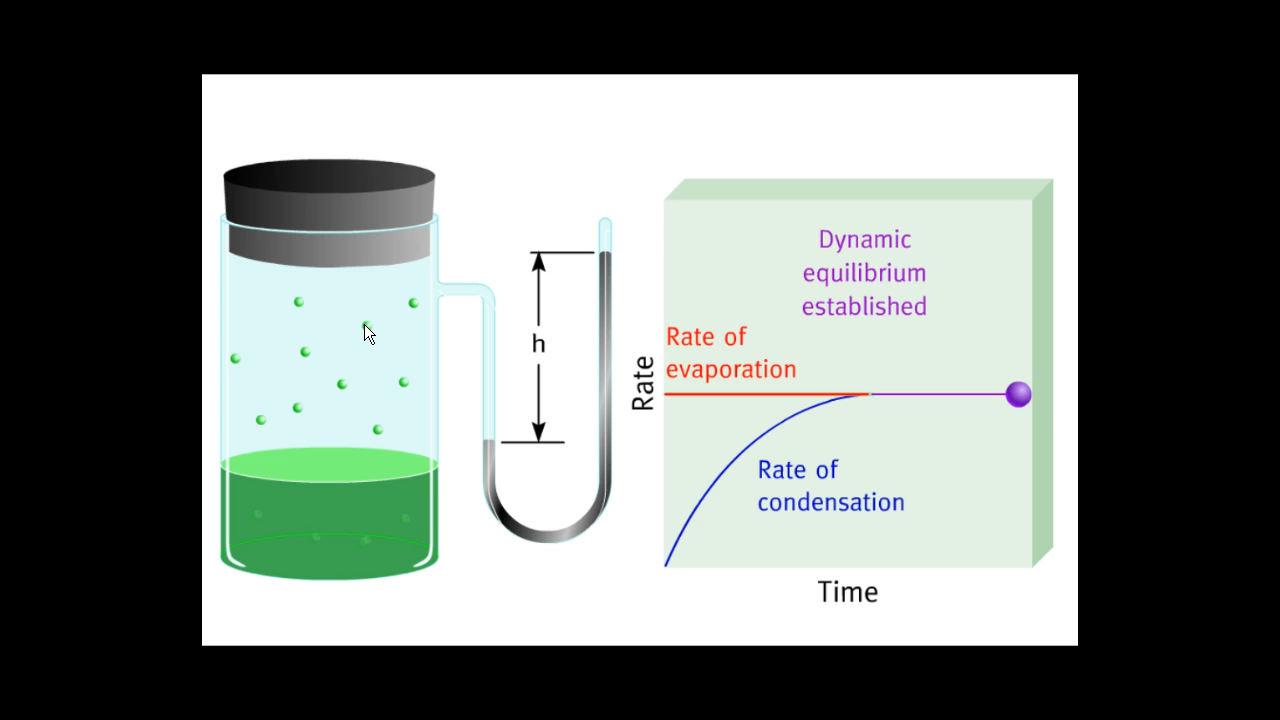 h
Rate
Dynamic
equilibrium
established
Rate of
evaporation
Rate of
condensation
Time